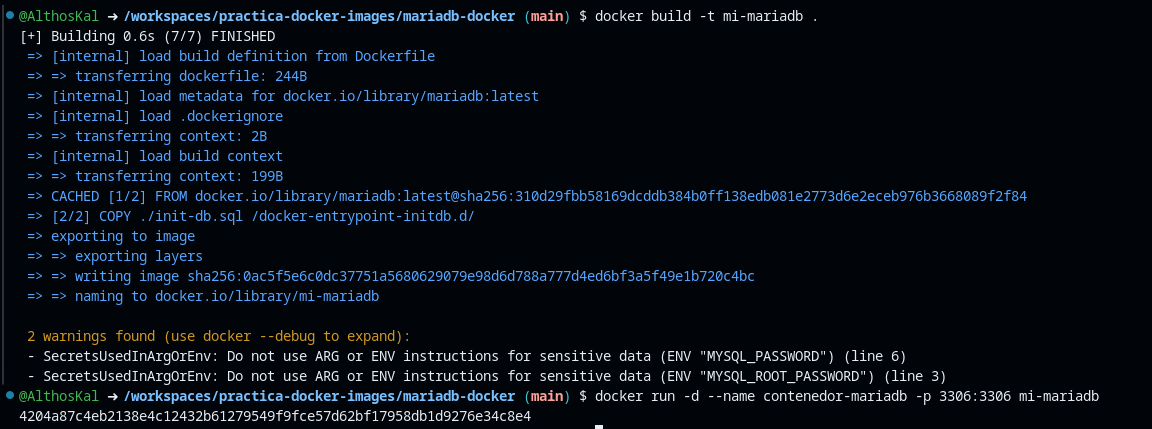 @AlthosKal ➜ /workspaces/practica-docker-images/mariadb-docker (main) $ docker build -t mi-mariadb .
[+] Building 0.6s (7/7) FINISHED
=> [internal] load build definition from Dockerfile
=> => transferring dockerfile: 244B
=> [internal] load metadata for docker.io/library/mariadb:latest
=> [internal] load .dockerignore
=> => transferring context: 2B
=> [internal] load build context
=> => transferring context: 199B
=> CACHED [1/2] FROM docker.io/library/mariadb:latest@sha256:310d29fbb58169dcddb384b0ff138edb081e2773d6e2eceb976b3668089f2f84
=> [2/2] COPY ./init-db.sql /docker-entrypoint-initdb.d/
=> exporting to image
=> => exporting layers
=> => writing image sha256:0ac5f5e6c0dc37751a5680629079e98d6d788a777d4ed6bf3a5f49e1b720c4bc
=> => naming to docker.io/library/mi-mariadb
2 warnings found (use docker --debug to expand):
- SecretsUsedInArgOrEnv: Do not use ARG or ENV instructions for sensitive data (ENV "MYSQL_PASSWORD") (line 6)
- SecretsUsedInArgOrEnv: Do not use ARG or ENV instructions for sensitive data (ENV "MYSQL_ROOT_PASSWORD") (line 3)
@AlthosKal ➜ /workspaces/practica-docker-images/mariadb-docker (main) $ docker run -d --name contenedor-mariadb -p 3306:3306 mi-mariadb
4204a87c4eb2138e4c12432b61279549f9fce57d62bf17958db1d9276e34c8e4